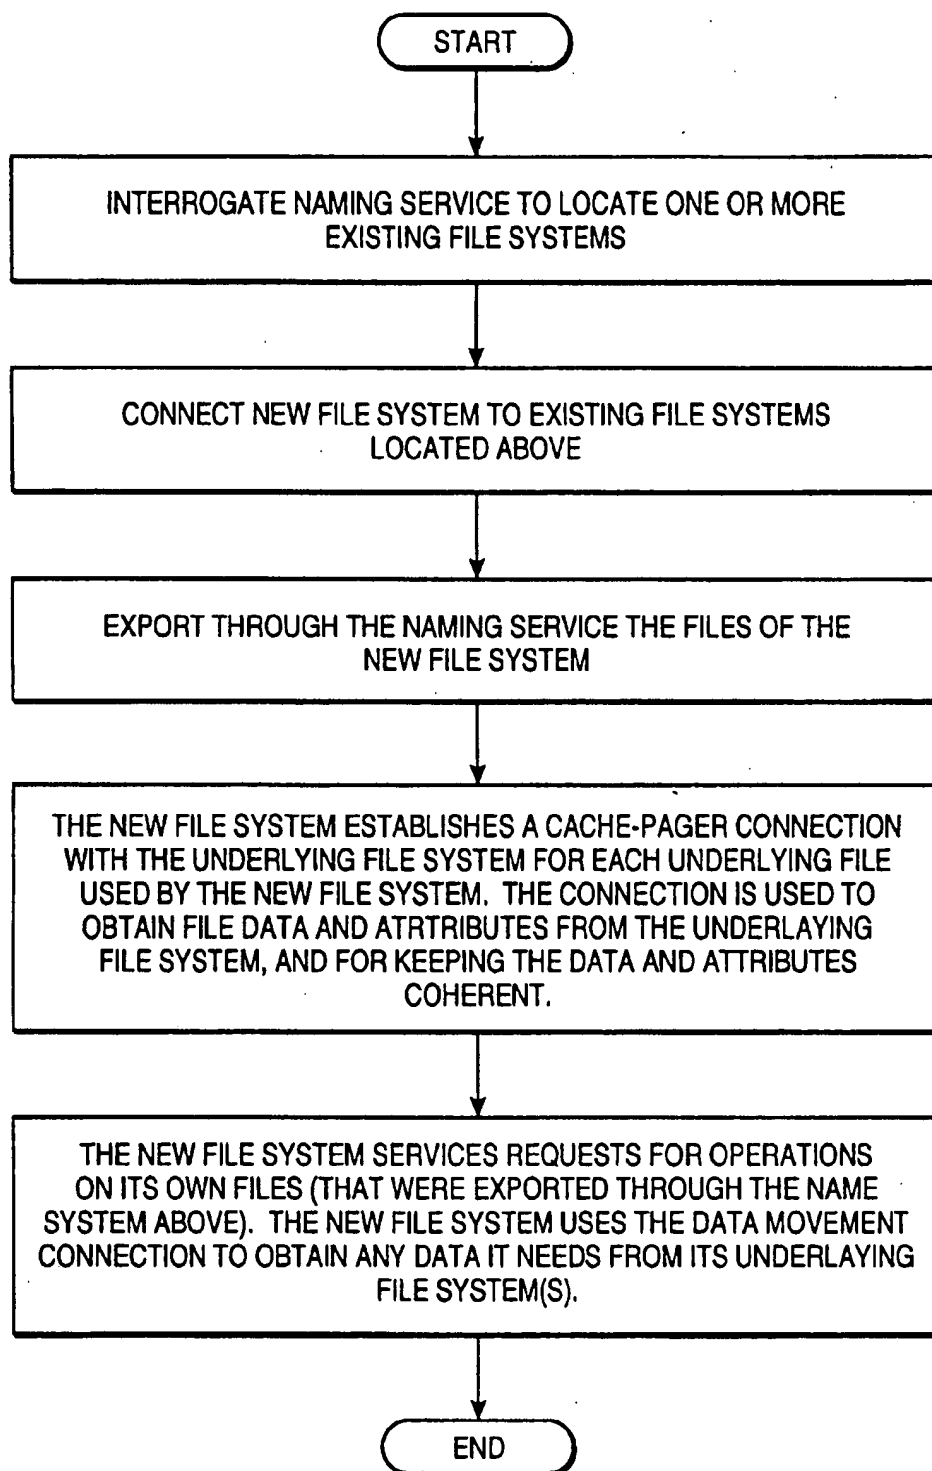 START
INTERROGATE NAMING SERVICE TO LOCATE ONE OR MORE
EXISTING FILE SYSTEMS
CONNECT NEW FILE SYSTEM TO EXISTING FILE SYSTEMS
LOCATED ABOVE
EXPORT THROUGH THE NAMING SERVICE THE FILES OF THE
NEW FILE SYSTEM
THE NEW FILE SYSTEM ESTABLISHES A CACHE-PAGER CONNECTION
WITH THE UNDERLYING FILE SYSTEM FOR EACH UNDERLYING FILE
USED BY THE NEW FILE SYSTEM. THE CONNECTION IS USED TO
OBTAIN FILE DATA AND ATRTRIBUTES FROM THE UNDERLAYING
FILE SYSTEM, AND FOR KEEPING THE DATA AND ATTRIBUTES
COHERENT.
THE NEW FILE SYSTEM SERVICES REQUESTS FOR OPERATIONS
ON ITS OWN FILES (THAT WERE EXPORTED THROUGH THE NAME
SYSTEM ABOVE). THE NEW FILE SYSTEM USES THE DATA MOVEMENT
CONNECTION TO OBTAIN ANY DATA IT NEEDS FROM ITS UNDERLAYING
FILE SYSTEM(S).
END